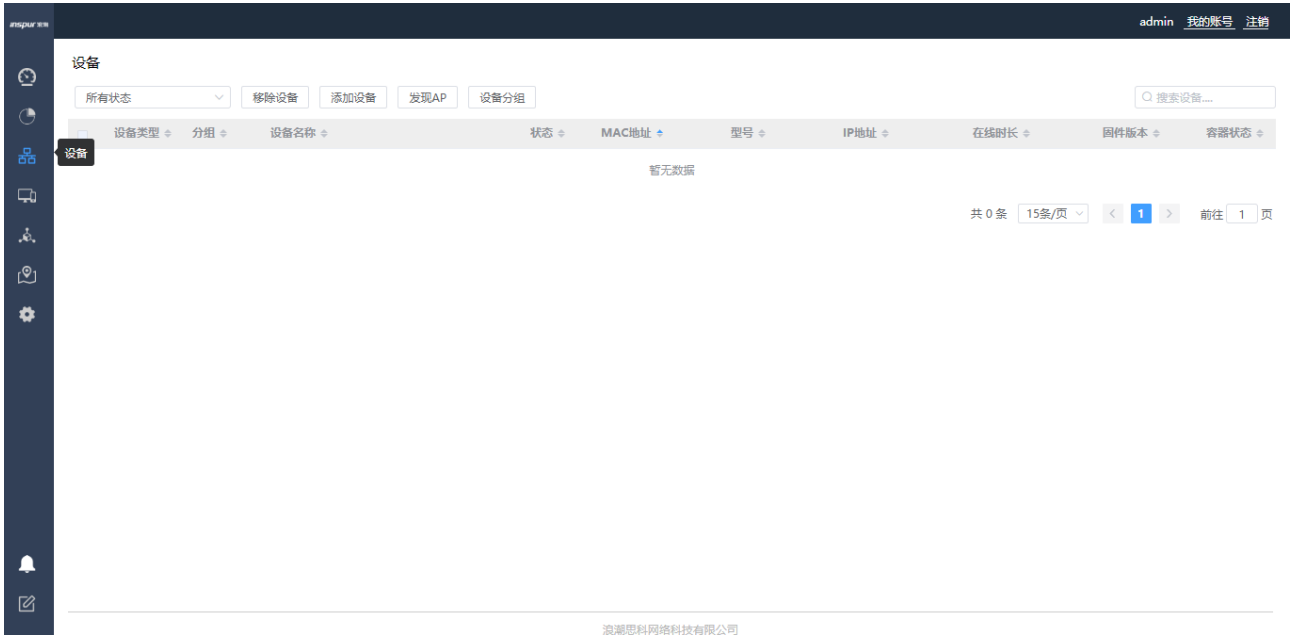 inspur 浪潮
admin 我的账号 注销
设备
所有状态 移除设备 添加设备 发现AP 设备分组 搜索设备....
设备类型 分组 设备名称 状态 MAC地址 型号 IP地址 在线时长 固件版本 容器状态
设备
暂无数据
共 0 条 15条/页 1 前往 1 页
浪潮思科网络科技有限公司